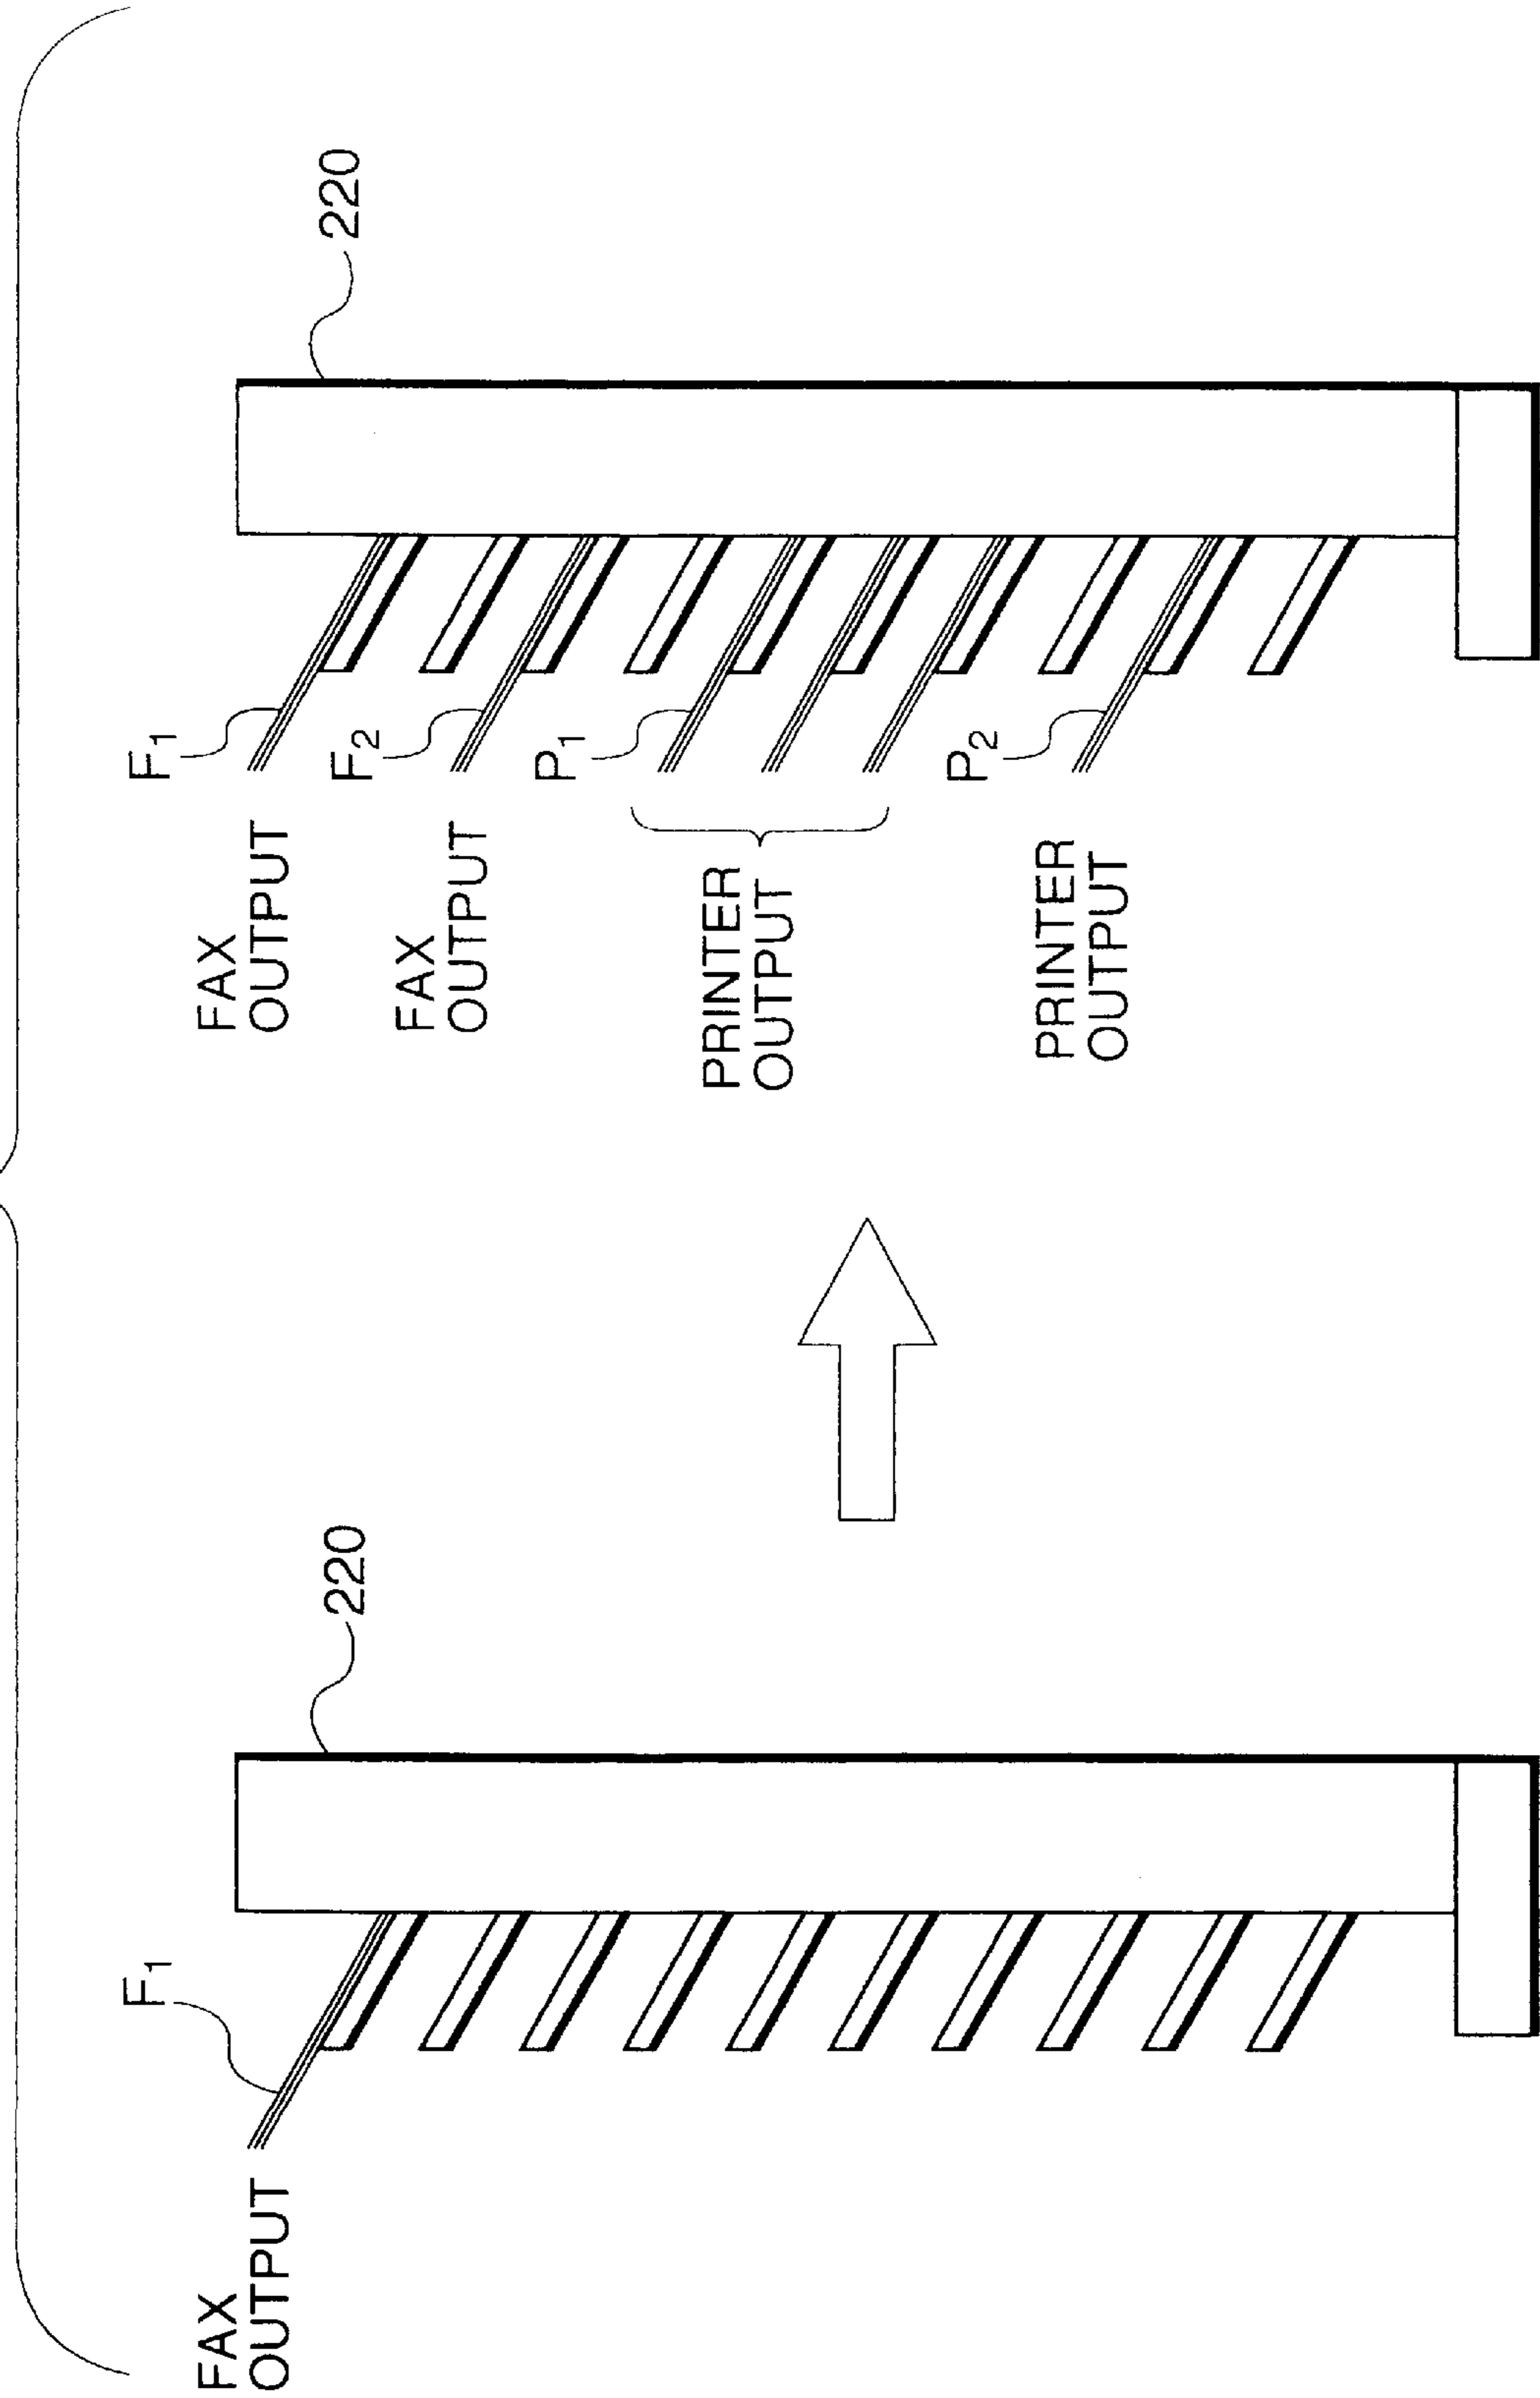 FAX
OUTPUT
F1
220
FAX
OUTPUT
F1
FAX
OUTPUT
F2
PRINTER
OUTPUT
P1
PRINTER
OUTPUT
P2
220